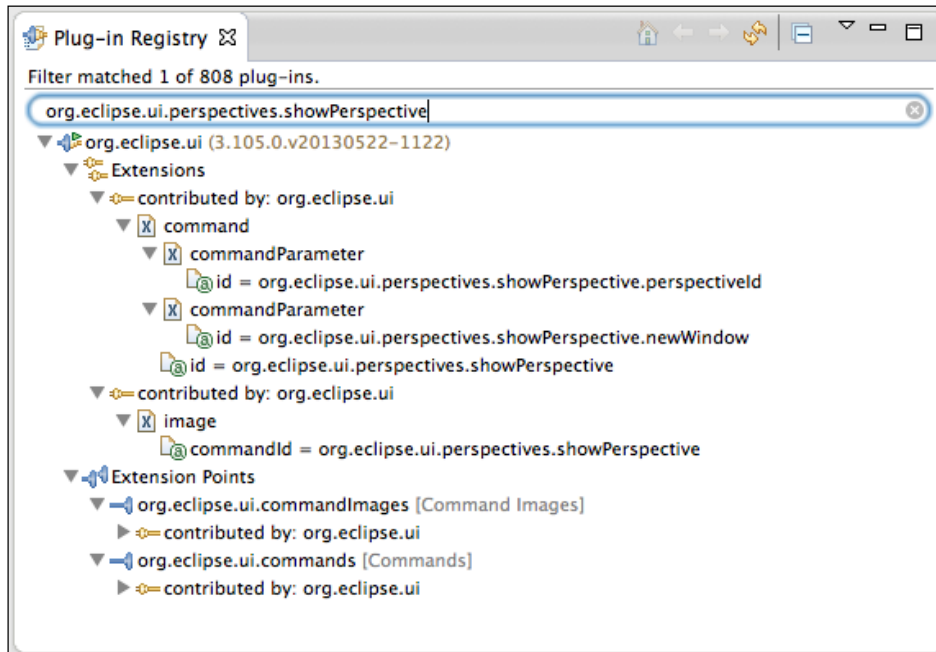 Plug-in Registry
Filter matched 1 of 808 plug-ins.
org.eclipse.ui.perspectives.showPerspective
org.eclipse.ui (3.105.0.v20130522-1122)
Extensions
contributed by: org.eclipse.ui
command
commandParameter
id = org.eclipse.ui.perspectives.showPerspective.perspectiveId
commandParameter
id = org.eclipse.ui.perspectives.showPerspective.newWindow
id = org.eclipse.ui.perspectives.showPerspective
contributed by: org.eclipse.ui
image
commandId = org.eclipse.ui.perspectives.showPerspective
Extension Points
org.eclipse.ui.commandImages [Command Images]
contributed by: org.eclipse.ui
org.eclipse.ui.commands [Commands]
contributed by: org.eclipse.ui